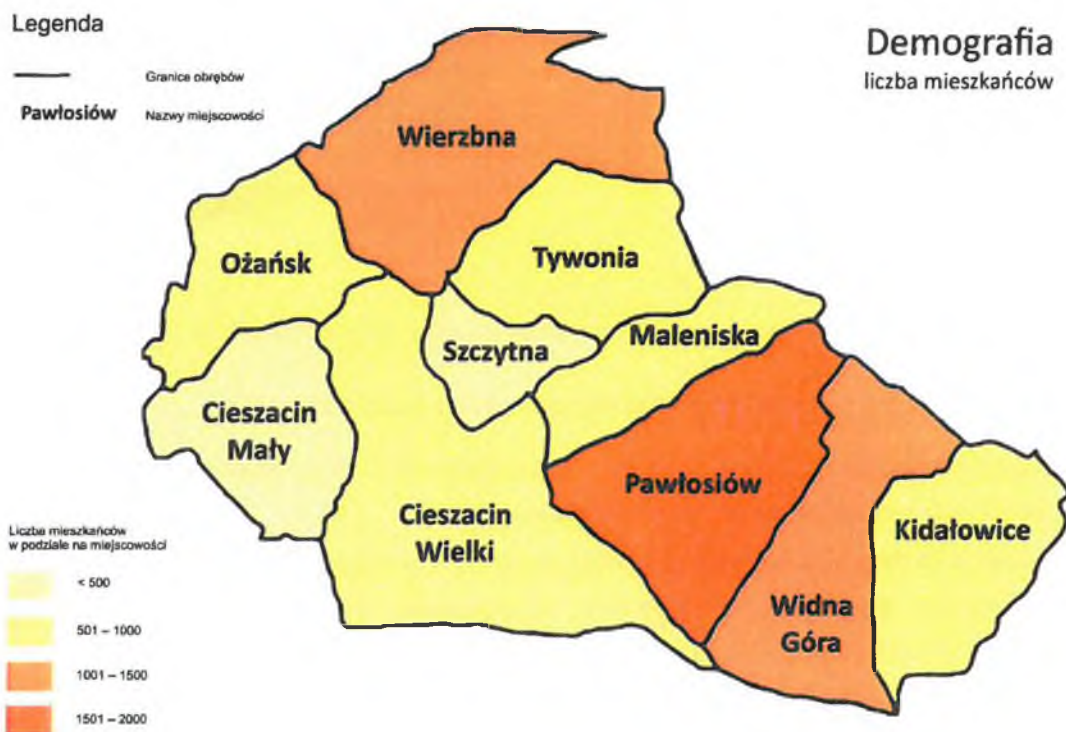 Legenda
Granice obrębów
Pawłosiów Nazwy miejscowości
Demografia
liczba mieszkańców
Wierzbna
Ożańsk
Tywonia
Szczytna
Maleniska
Cieszacin
Mały
Cieszacin
Wielki
Pawłosiów
Widna
Góra
Kidałowice
Liczba mieszkańców
w podziale na miejscowości
< 500
501 – 1000
1001 – 1500
1501 – 2000